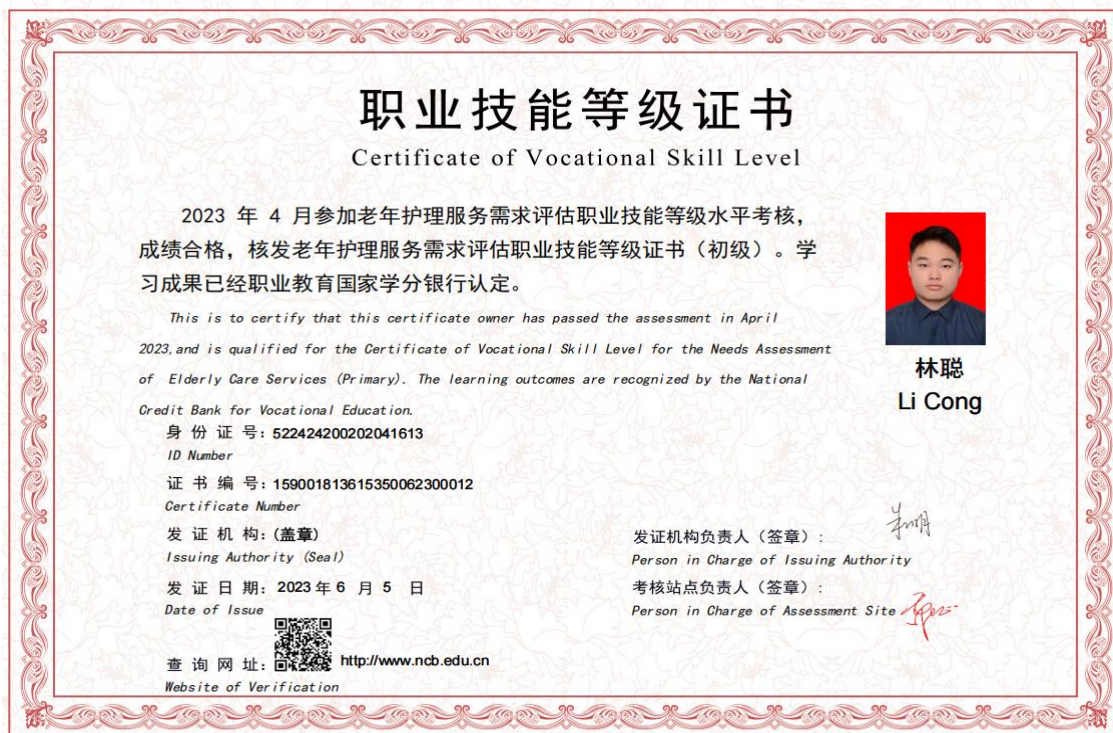 职业技能等级证书
Certificate of Vocational Skill Level
2023 年 4 月参加老年护理服务需求评估职业技能等级水平考核，
成绩合格，核发老年护理服务需求评估职业技能等级证书（初级）。学
习成果已经职业教育国家学分银行认定。
This is to certify that this certificate owner has passed the assessment in April
2023,and is qualified for the Certificate of Vocational Skill Level for the Needs Assessment
of Elderly Care Services (Primary). The learning outcomes are recognized by the National
Credit Bank for Vocational Education.
林聪
Li Cong
身 份 证 号: 522424200202041613
ID Number
证 书 编 号: 159001813615350062300012
Certificate Number
发 证 机 构: (盖章)
Issuing Authority (Seal)
发 证 日 期: 2023 年 6 月 5 日
Date of Issue
发证机构负责人（签章）:
Person in Charge of Issuing Authority
考核站点负责人（签章）:
Person in Charge of Assessment Site
查 询 网 址: http://www.ncb.edu.cn
Website of Verification